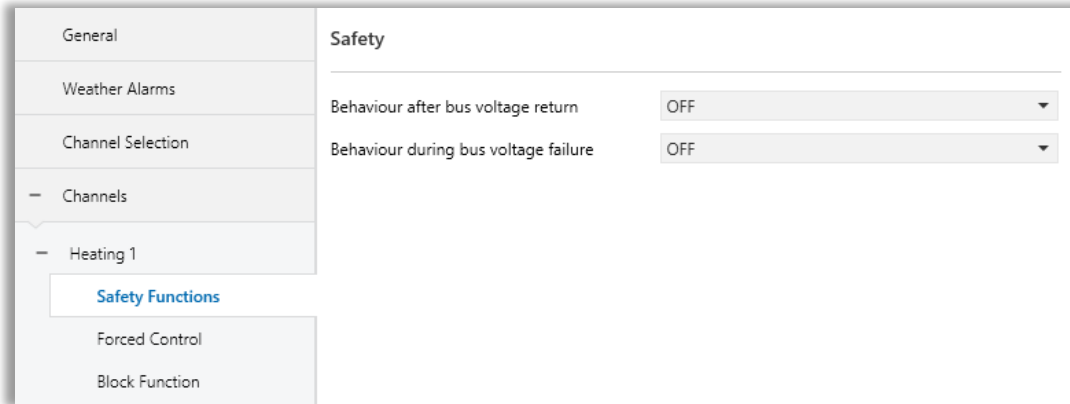 General
Weather Alarms
Channel Selection
Channels
Heating 1
Safety Functions
Forced Control
Block Function
Safety
Behaviour after bus voltage return OFF
Behaviour during bus voltage failure OFF